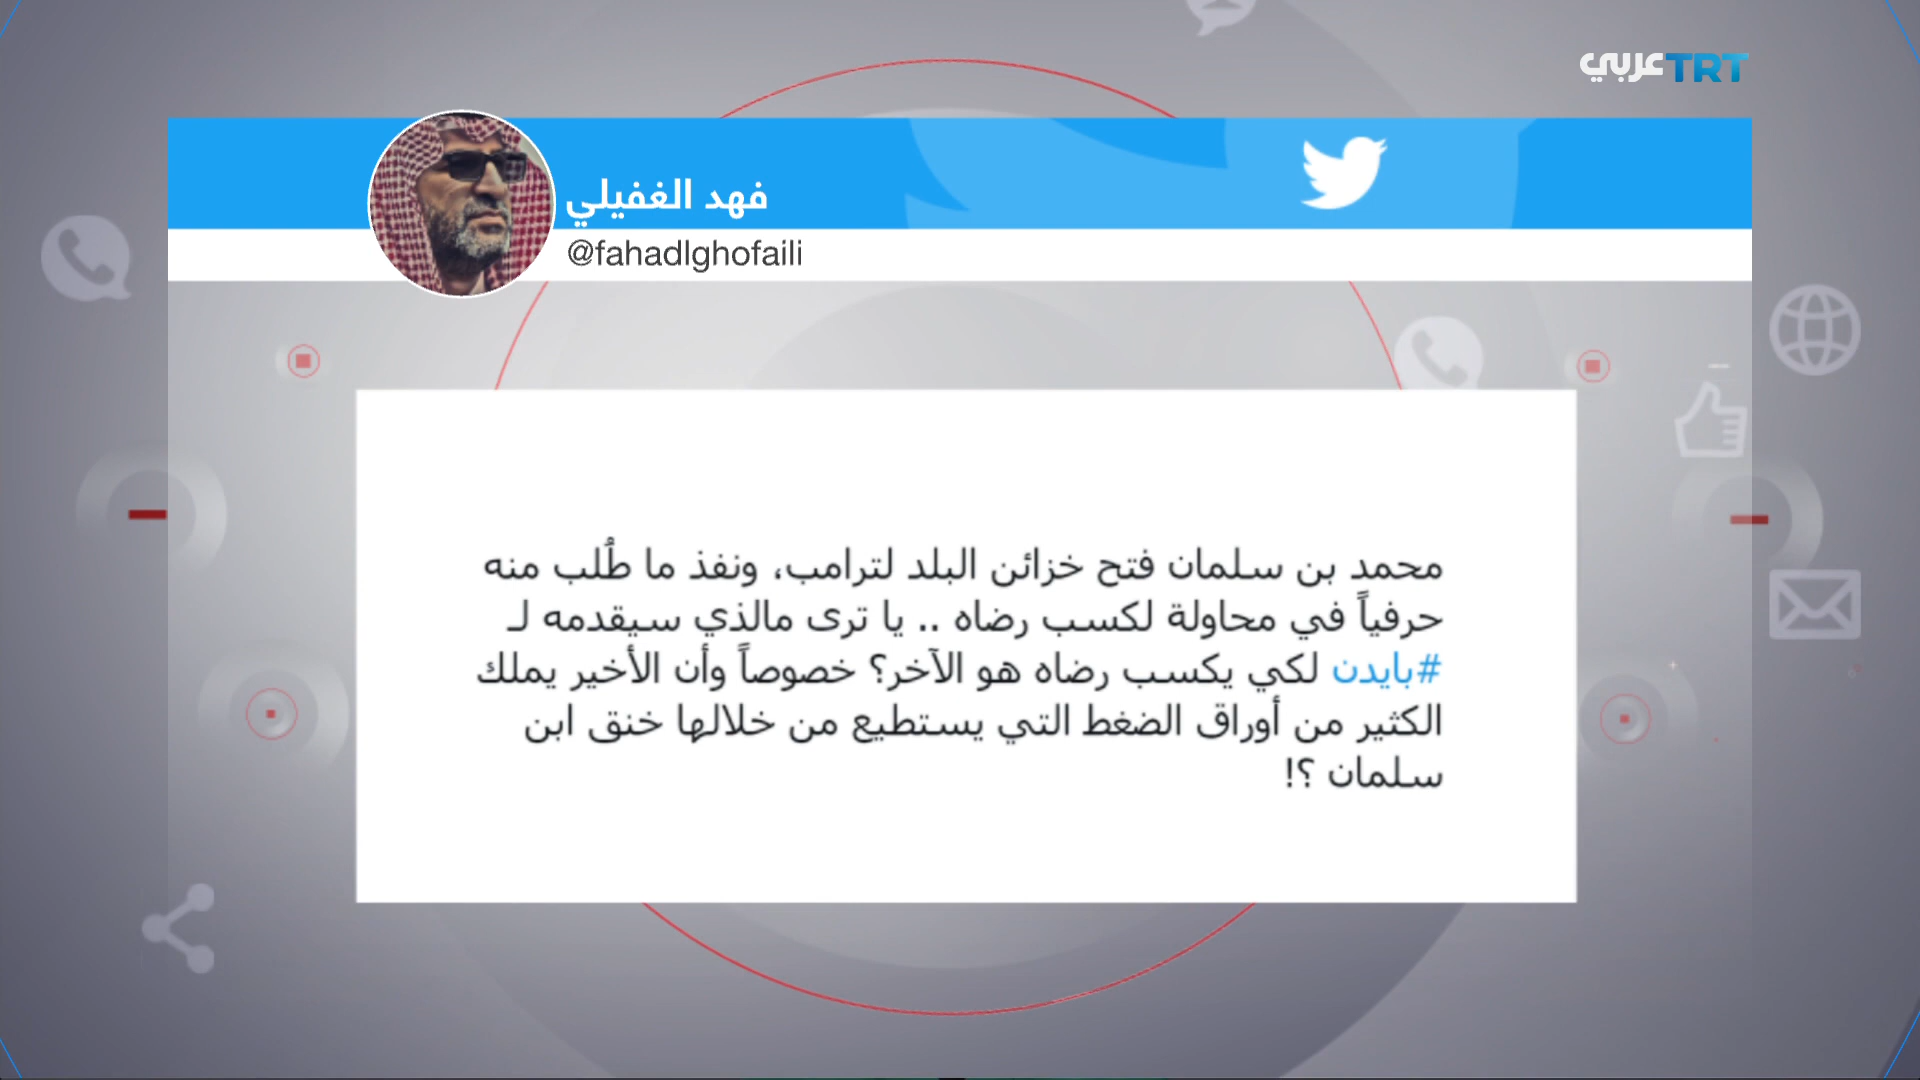 TRT عربي
فهد الغفيلي
@fahadlghofaili
محمد بن سلمان فتح خزائن البلد لترامب، ونفذ ما طُلب منه
حرفياً في محاولة لكسب رضاه .. يا ترى مالذي سيقدمه لـ
#بايدن لكي يكسب رضاه هو الآخر؟ خصوصاً وأن الأخير يملك
الكثير من أوراق الضغط التي يستطيع من خلالها خنق ابن
سلمان ؟!